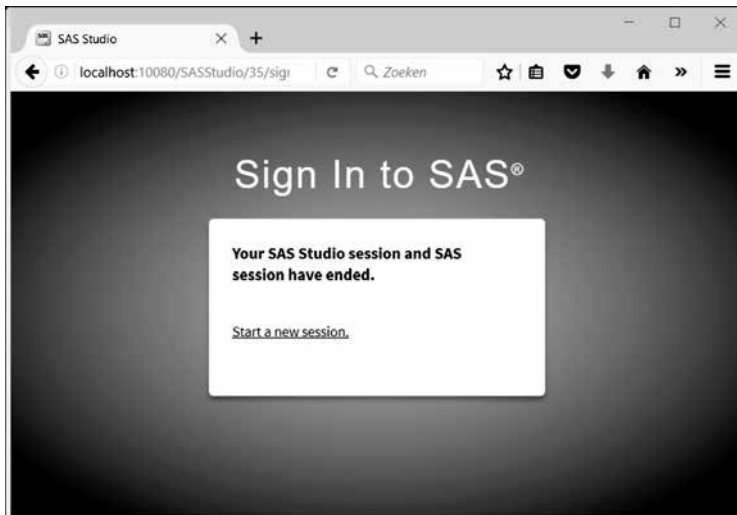 SAS Studio
localhost:10080/SASStudio/35/sig
Zoeken
Sign In to SAS®
Your SAS Studio session and SAS
session have ended.
Start a new session.